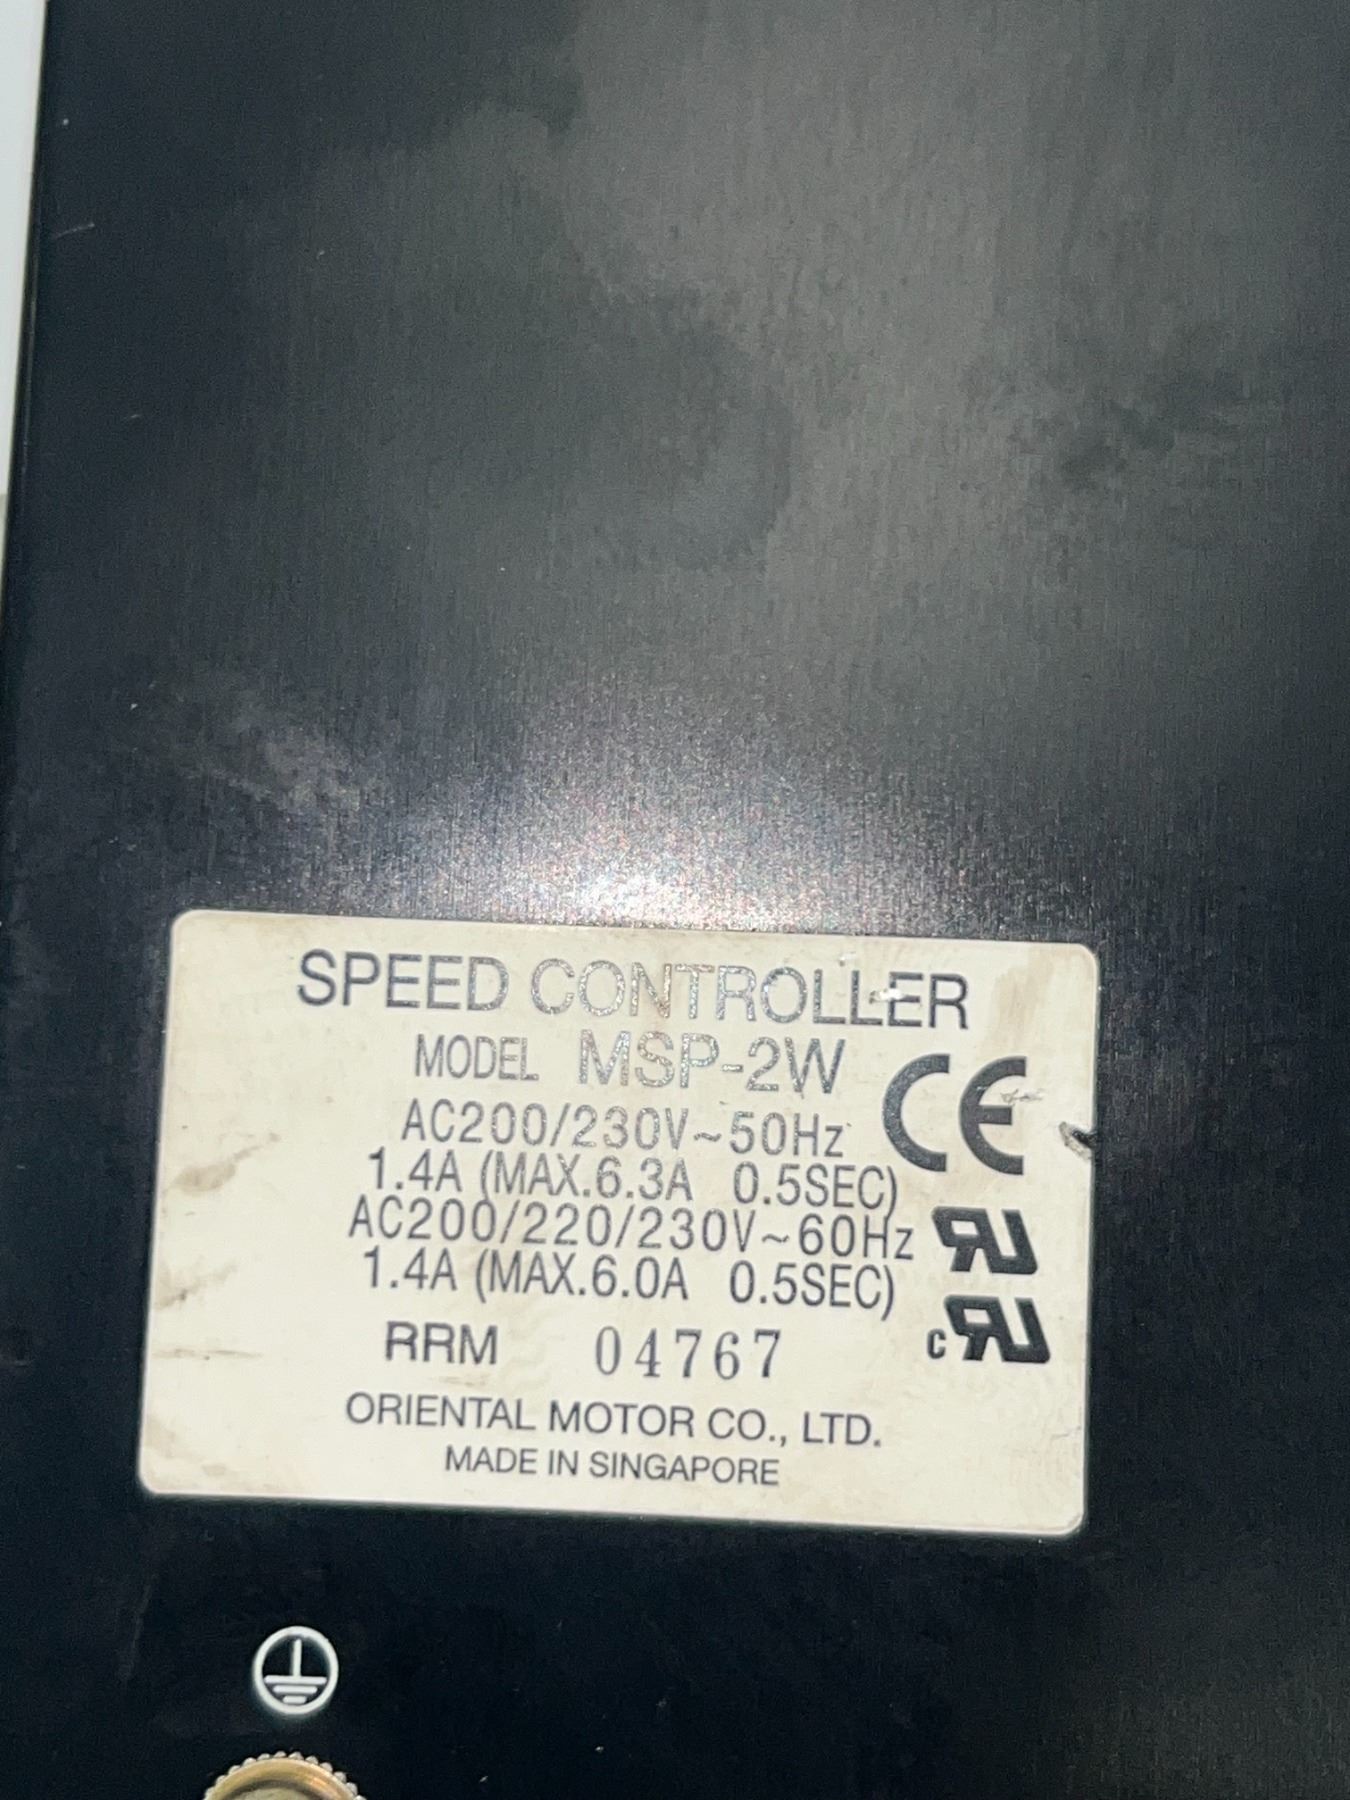 SPEED CONTROLLER
MODEL MSP-2W
CE
AC200/230V~50Hz
1.4A (MAX.6.3A 0.5SEC)
AC200/220/230V~60Hz
1.4A (MAX.6.0A 0.5SEC)
RRM 04767
ORIENTAL MOTOR CO., LTD.
MADE IN SINGAPORE